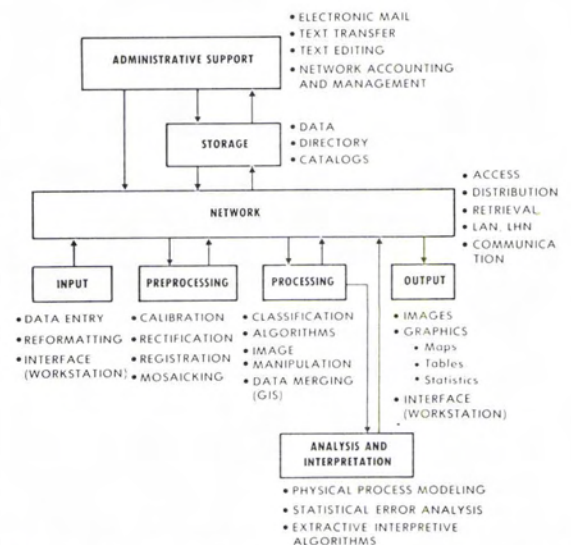 • ELECTRONIC MAIL
• TEXT TRANSFER
• TEXT EDITING
• NETWORK ACCOUNTING
AND MANAGEMENT
ADMINISTRATIVE SUPPORT
STORAGE
• DATA
• DIRECTORY
• CATALOGS
NETWORK
• ACCESS
• DISTRIBUTION
• RETRIEVAL
• LAN, LHN
• COMMUNICA
TION
INPUT
• DATA ENTRY
• REFORMATTING
• INTERFACE
(WORKSTATION)
PREPROCESSING
• CALIBRATION
• RECTIFICATION
• REGISTRATION
• MOSAICKING
PROCESSING
• CLASSIFICATION
• ALGORITHMS
• IMAGE
• MANIPULATION
• DATA MERGING
(GIS)
OUTPUT
• IMAGES
• GRAPHICS
• Maps
• Tables
• Statistics
• INTERFACE
(WORKSTATION)
ANALYSIS AND
INTERPRETATION
• PHYSICAL PROCESS MODELING
• STATISTICAL ERROR ANALYSIS
• EXTRACTIVE INTERPRETIVE
ALGORITHMS